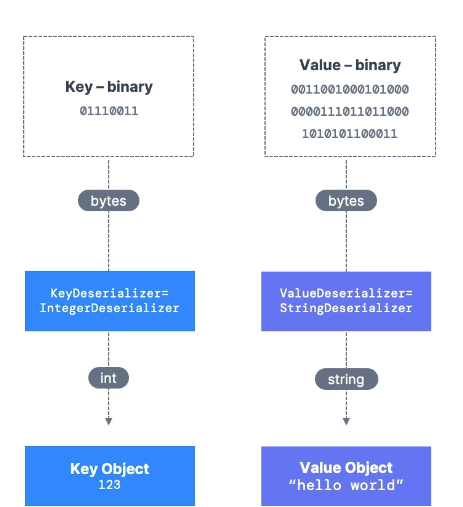 Key – binary
01110011
bytes
KeyDeserializer=
IntegerDeserializer
int
Key Object
123
Value – binary
0011001000101000
0000111011011000
1010101100011
bytes
ValueDeserializer=
StringDeserializer
string
Value Object
“hello world”